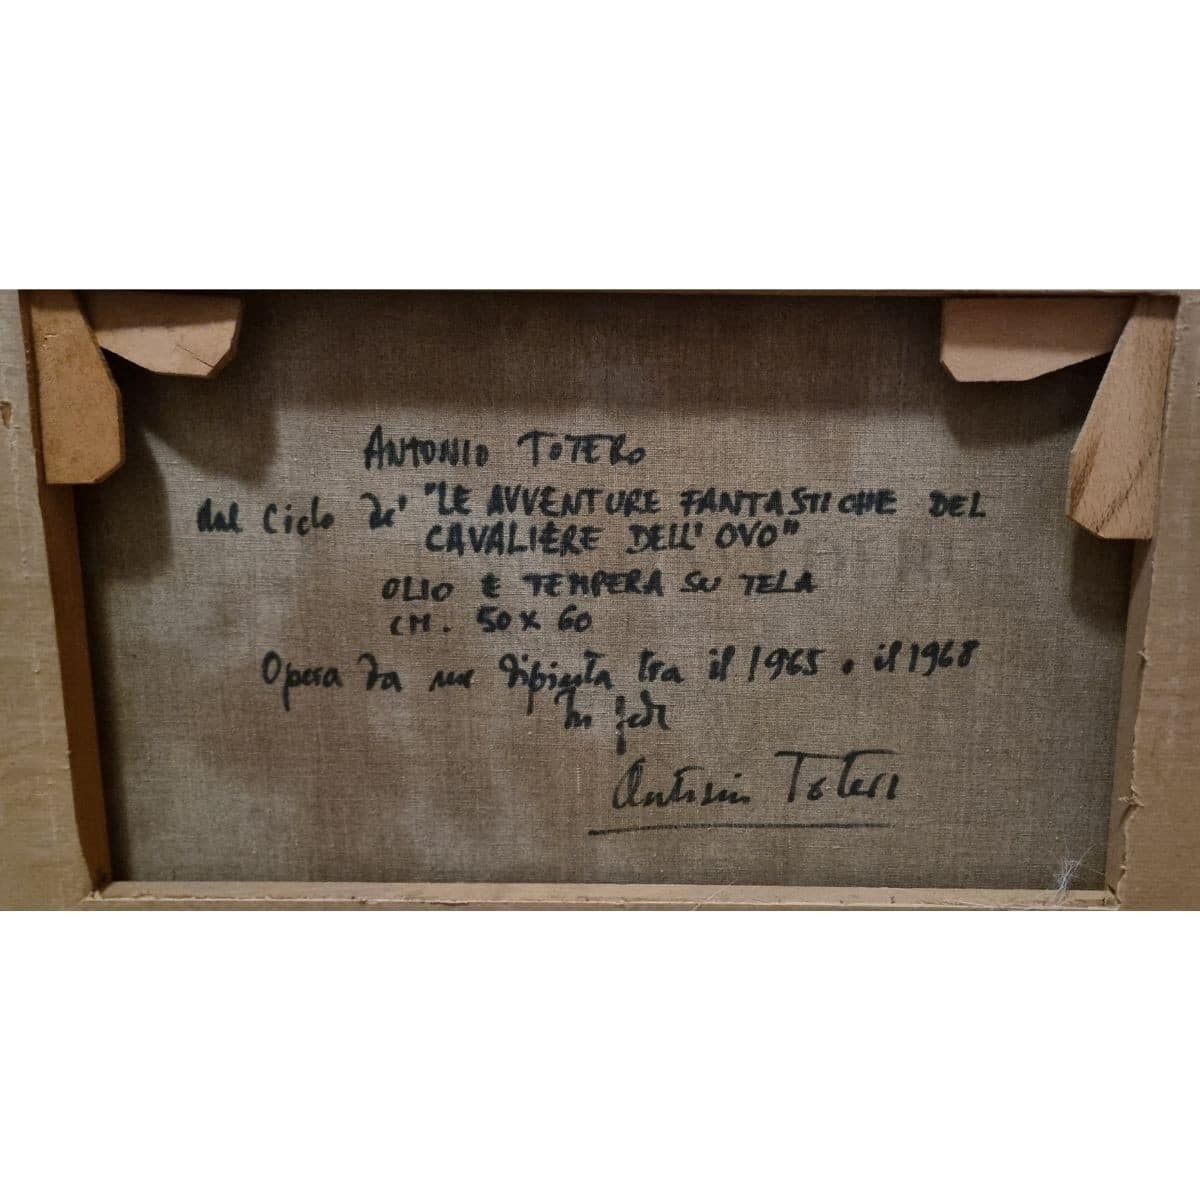 ANTONIO TOTERO
dal Ciclo de' "LE AVVENTURE FANTASTICHE DEL
CAVALIERE DELL' OVO"
OLIO E TEMPERA SU TELA
CM. 50 X 60
Opera da me dipinta tra il 1965 e il 1968
In fede
Antonio Totero